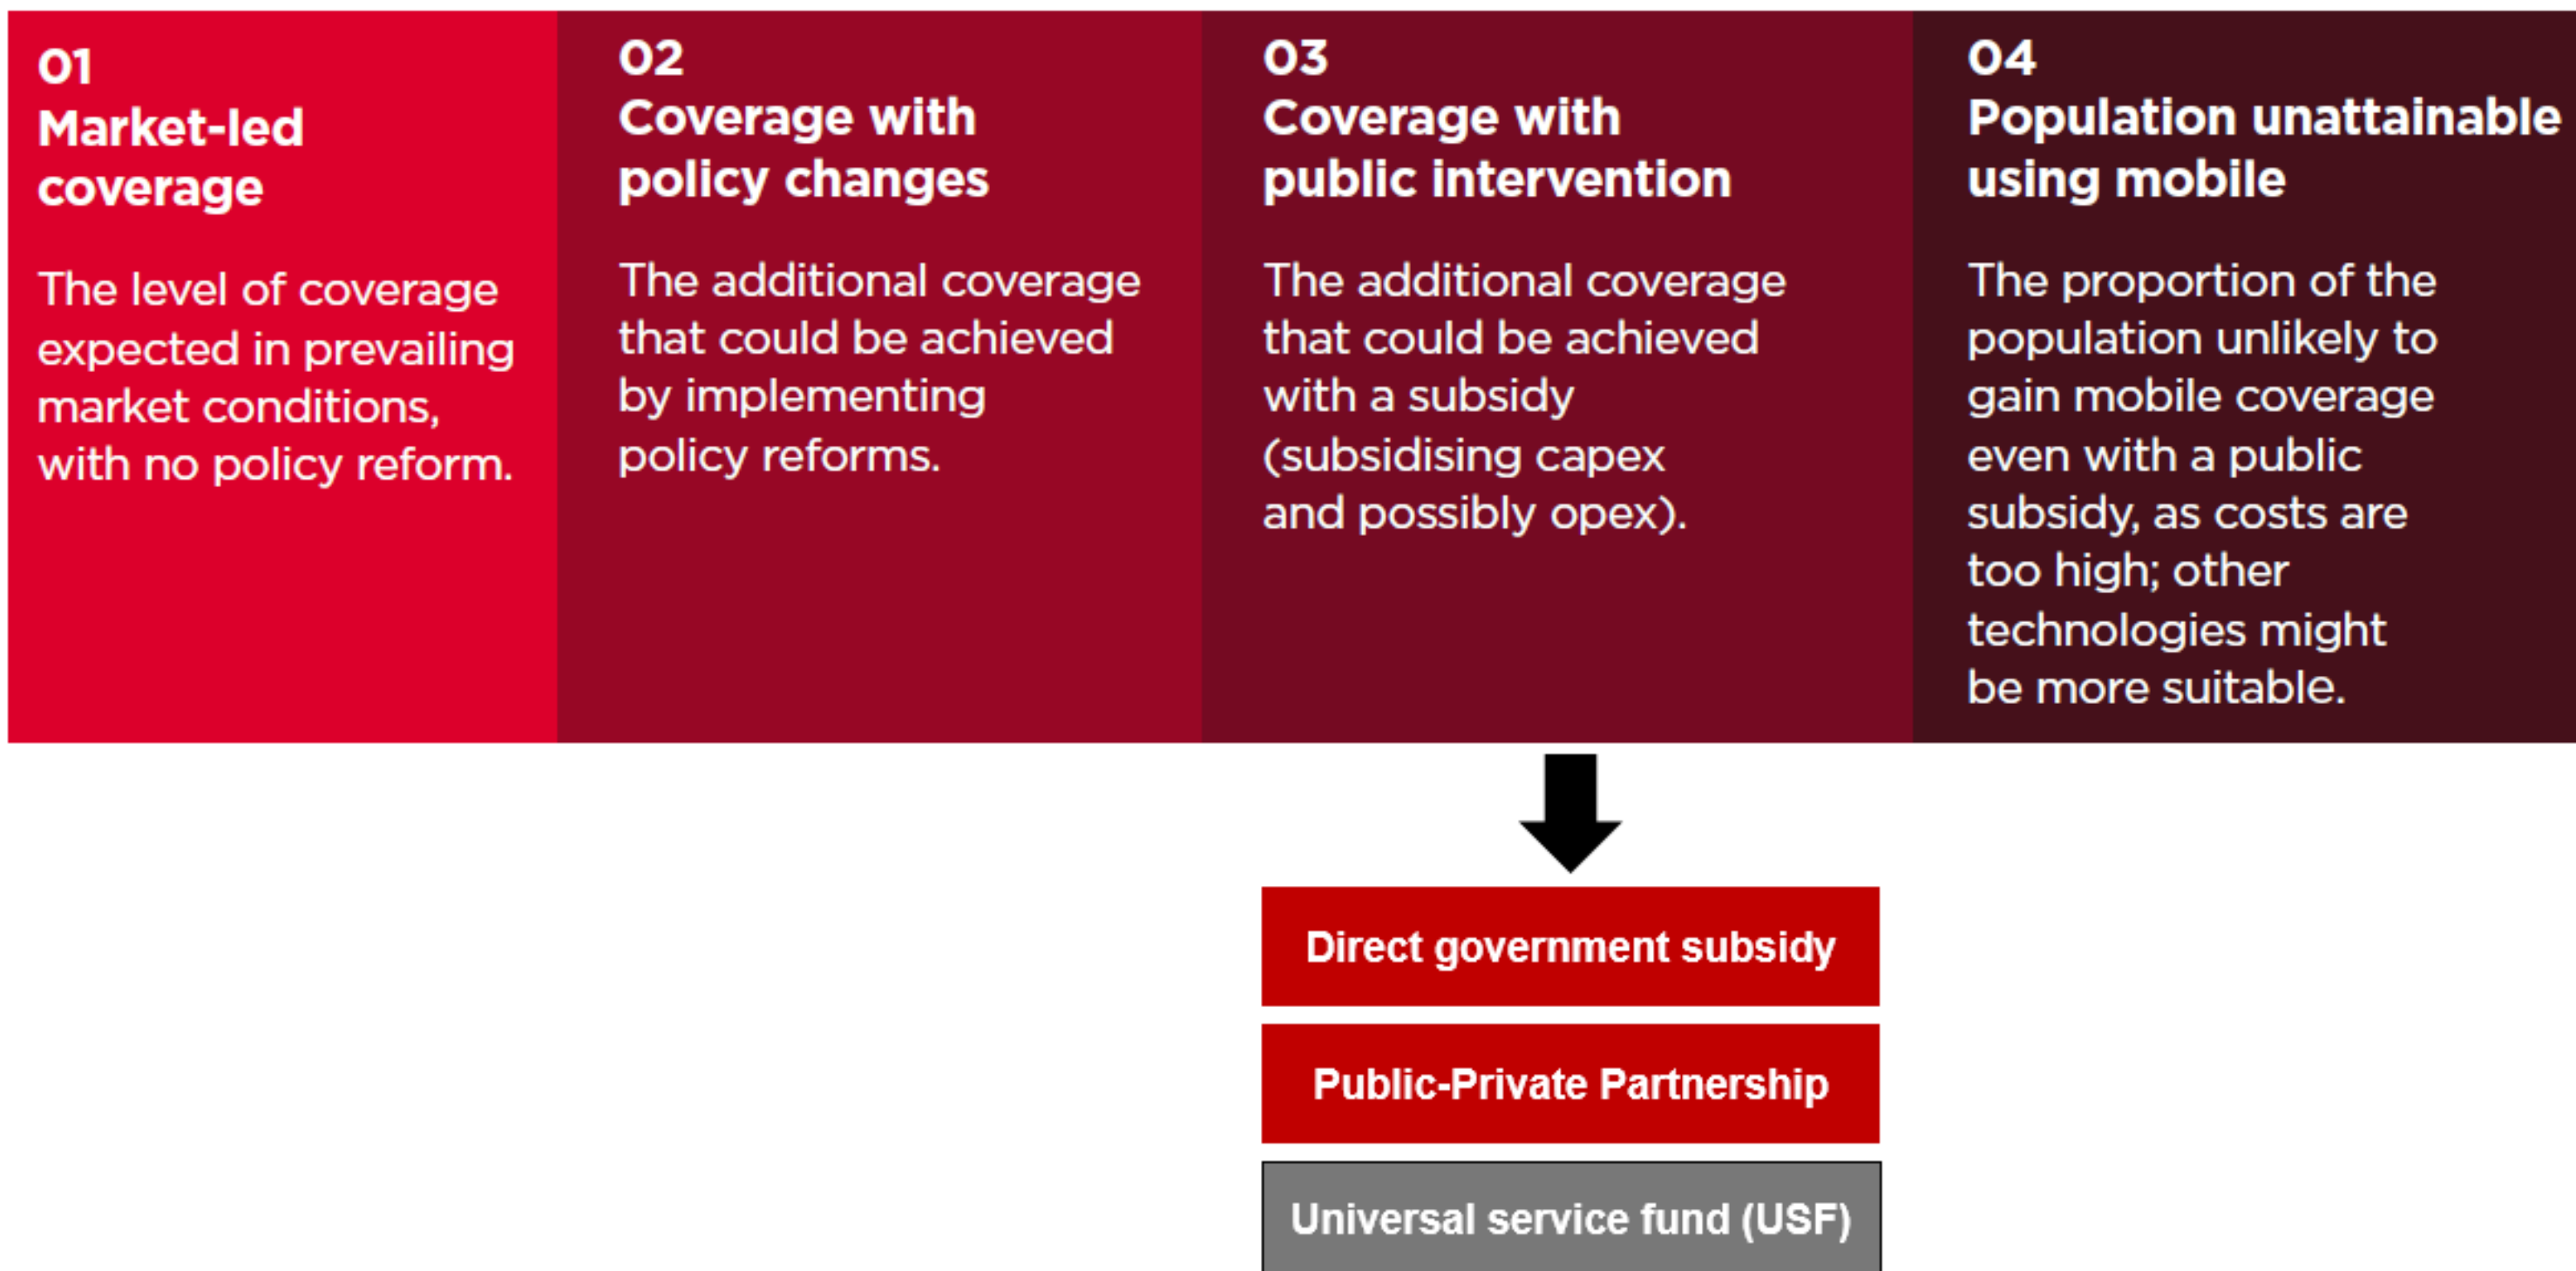 01
Market-led
coverage
The level of coverage
expected in prevailing
market conditions,
with no policy reform.
02
Coverage with
policy changes
The additional coverage
that could be achieved
by implementing
policy reforms.
03
Coverage with
public intervention
The additional coverage
that could be achieved
with a subsidy
(subsidising capex
and possibly opex).
04
Population unattainable
using mobile
The proportion of the
population unlikely to
gain mobile coverage
even with a public
subsidy, as costs are
too high; other
technologies might
be more suitable.
Direct government subsidy
Public-Private Partnership
Universal service fund (USF)